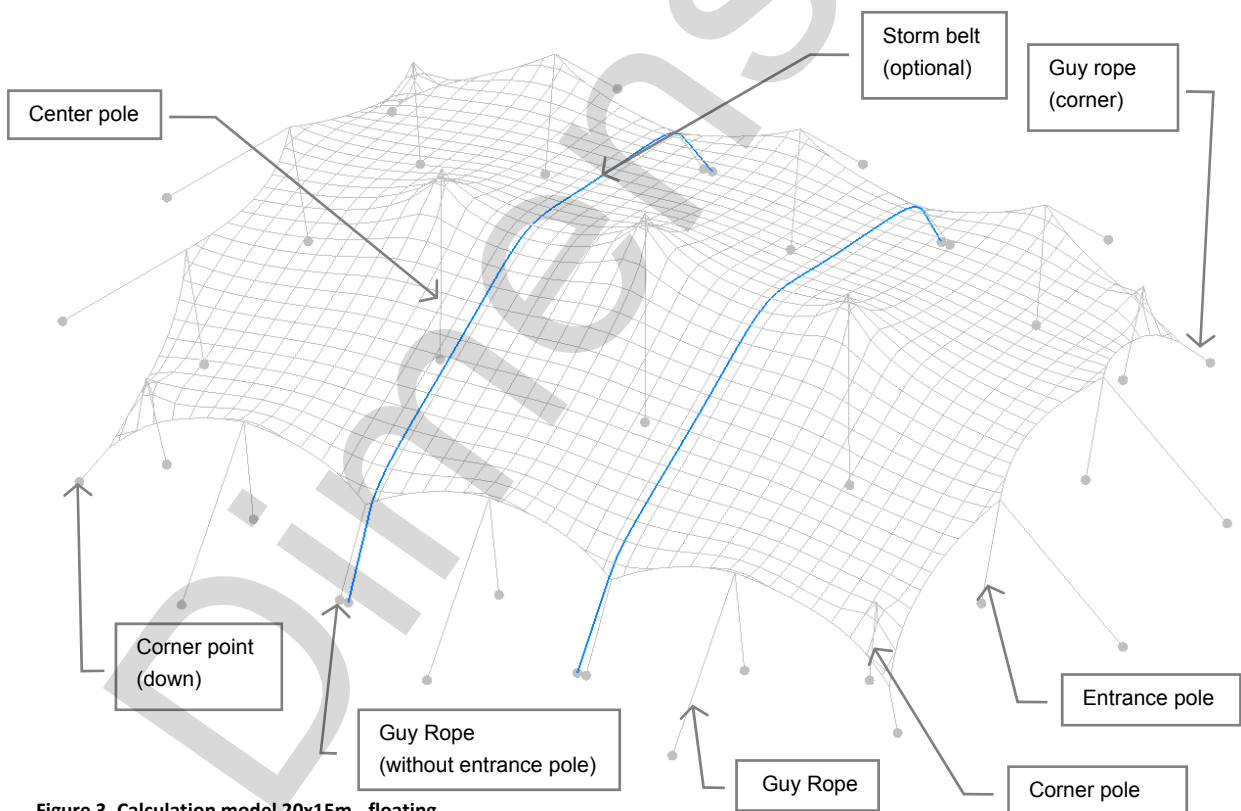 Storm belt
(optional)
Guy rope
(corner)
Center pole
Corner point
(down)
Guy Rope
(without entrance pole)
Guy Rope
Entrance pole
Corner pole
Dimens
Figure 3. Calculation model 20x15m - floating